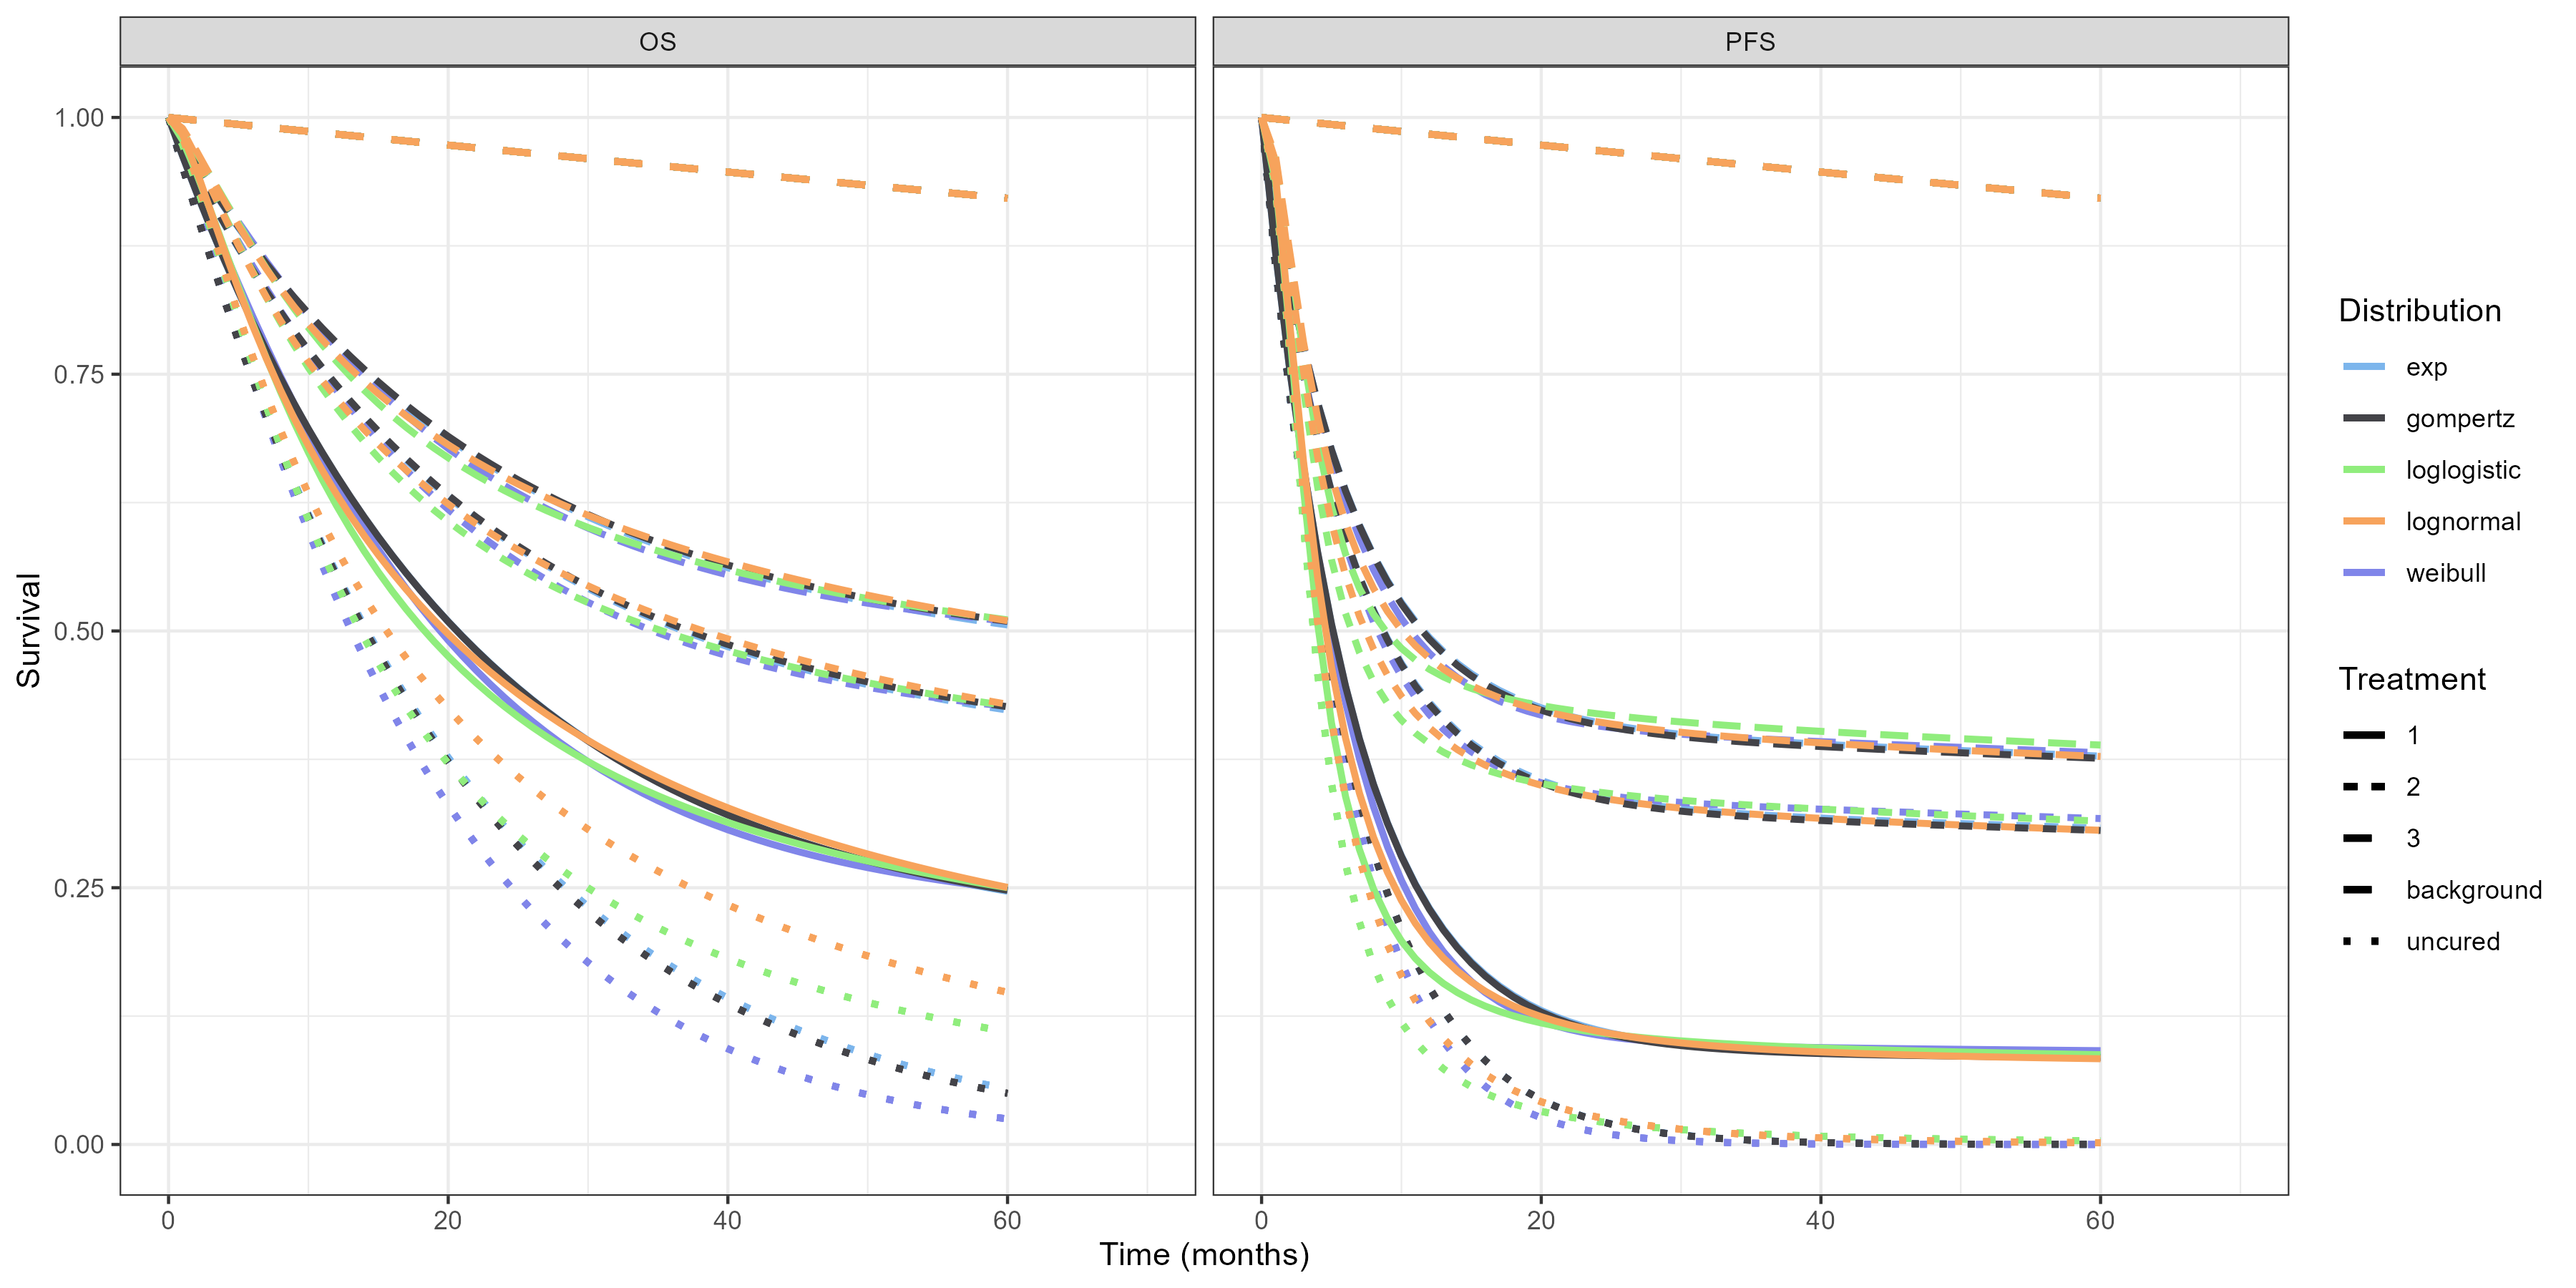 OS
PFS
1.00
0.75
0.50
0.25
0.00
Survival
0
20
40
60
0
20
40
60
Time (months)
Distribution
exp
gompertz
loglogistic
lognormal
weibull
Treatment
1
2
3
background
uncured